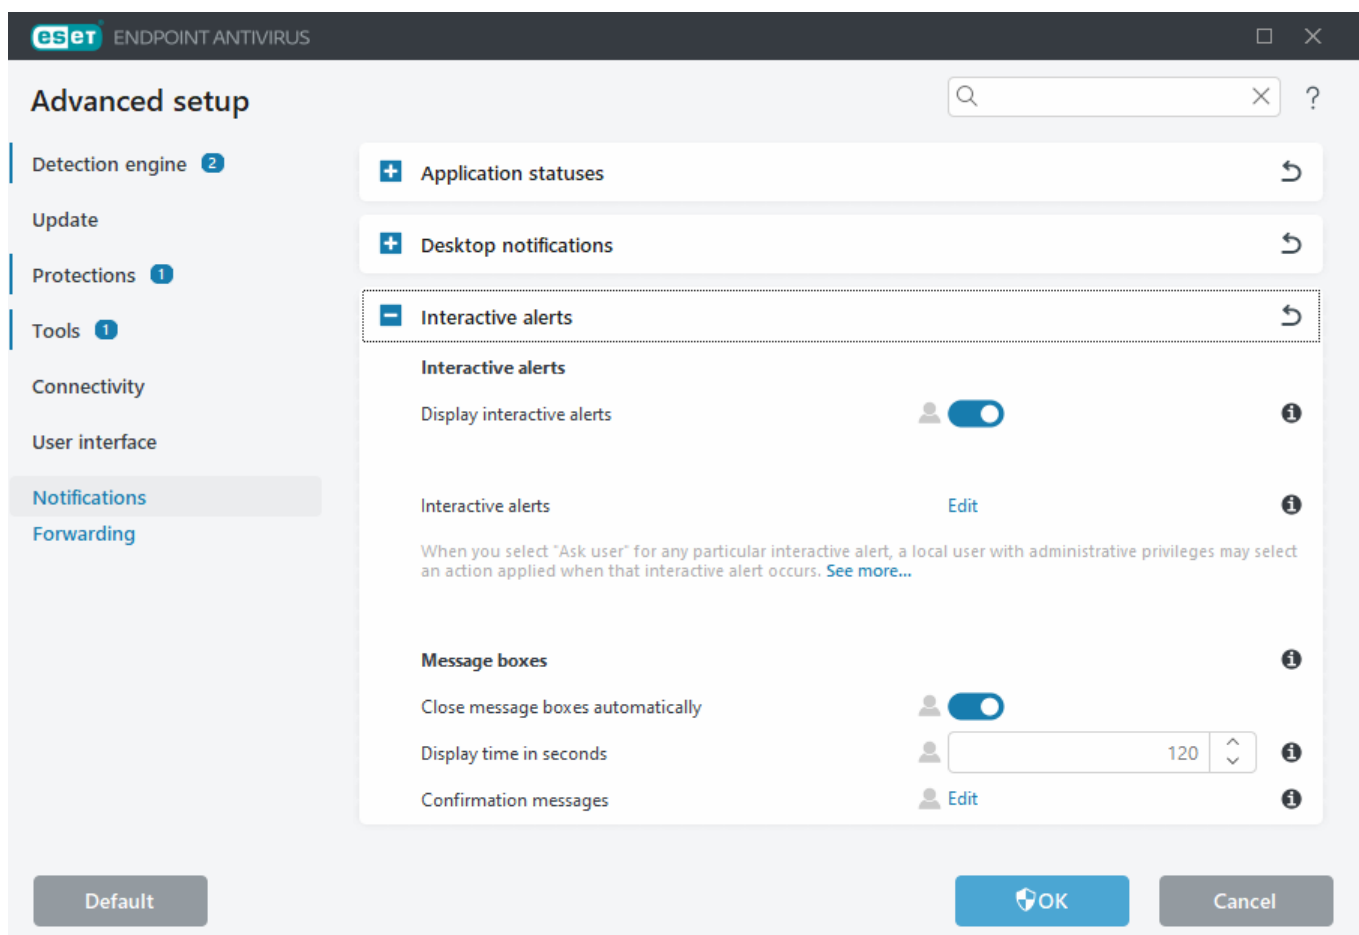 eset ENDPOINT ANTIVIRUS
Advanced setup
?
Detection engine 2
Update
Protections 1
Tools 1
Connectivity
User interface
Notifications
Forwarding
Application statuses
Desktop notifications
Interactive alerts
Interactive alerts
Display interactive alerts
Interactive alerts Edit
When you select "Ask user" for any particular interactive alert, a local user with administrative privileges may select
an action applied when that interactive alert occurs. See more...
Message boxes
Close message boxes automatically
Display time in seconds 120
Confirmation messages Edit
Default
OK
Cancel